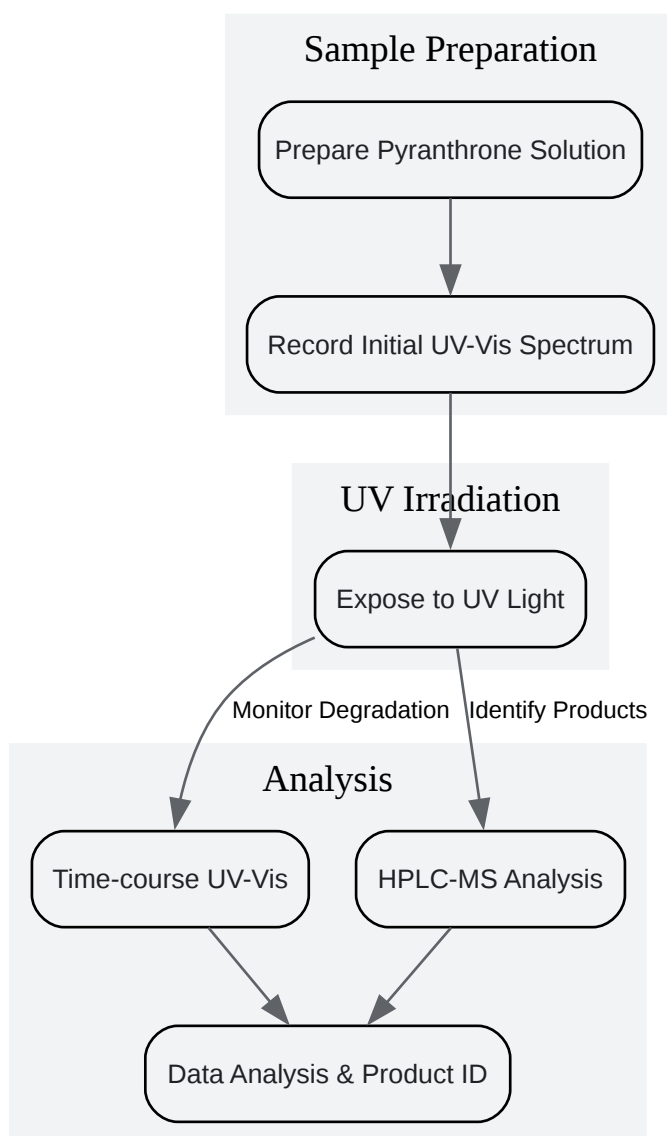 Sample Preparation
Prepare Pyranthrone Solution
Record Initial UV-Vis Spectrum
UV Irradiation
Expose to UV Light
Monitor Degradation
Identify Products
Analysis
Time-course UV-Vis
HPLC-MS Analysis
Data Analysis & Product ID